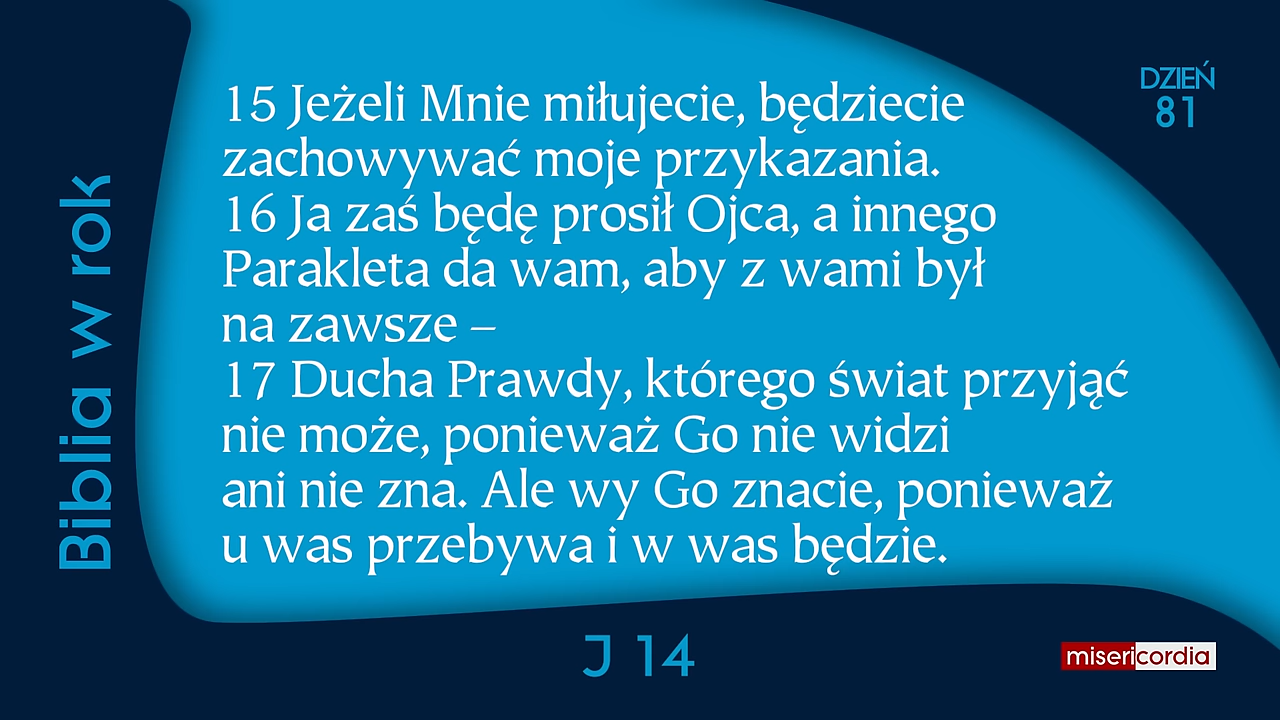 DZIEŃ
81
15 Jeżeli Mnie miłujecie, będziecie
zachowywać moje przykazania.
16 Ja zaś będę prosił Ojca, a innego
Parakleta da wam, aby z wami był
na zawsze –
17 Ducha Prawdy, którego świat przyjąć
nie może, ponieważ Go nie widzi
ani nie zna. Ale wy Go znacie, ponieważ
u was przebywa i w was będzie.
Biblia w rok
J 14
misericordia